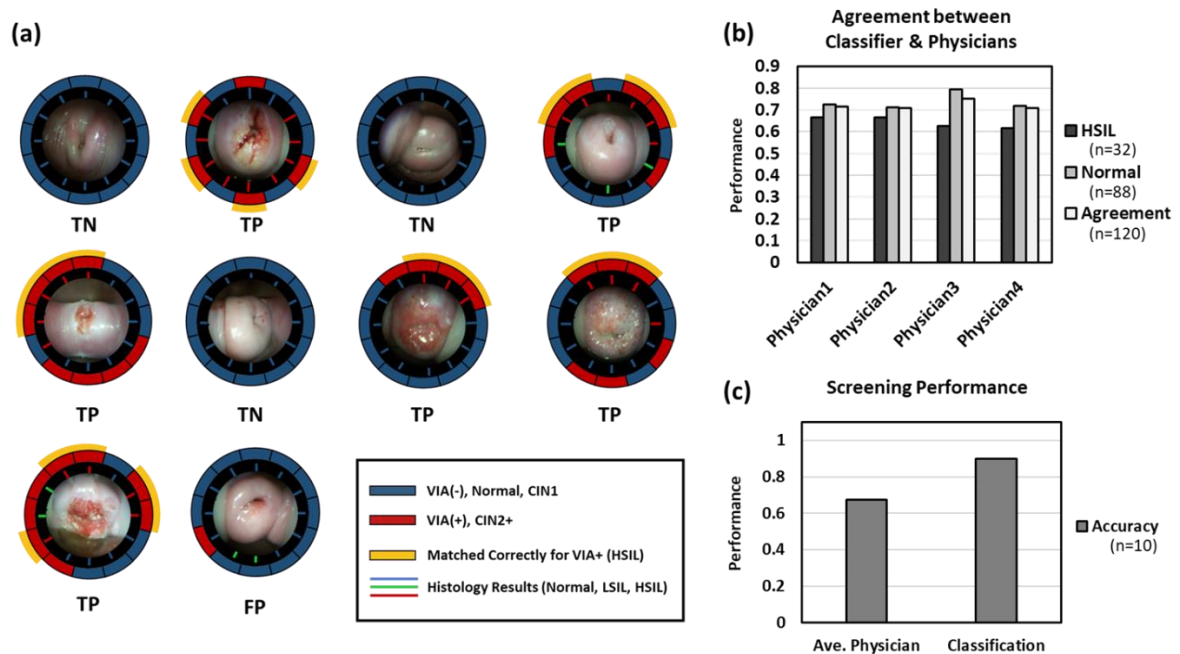 (a)
TN
TP
TN
TP
TP
TN
TP
TP
TP
FP
VIA(-), Normal, CIN1
VIA(+), CIN2+
Matched Correctly for VIA+ (HSIL)
Histology Results (Normal, LSIL, HSIL)
(b)
Agreement between
Classifier & Physicians
Performance
0.9
0.8
0.7
0.6
0.5
0.4
0.3
0.2
0.1
0
Physician1
Physician2
Physician3
Physician4
HSIL
(n=32)
Normal
(n=88)
Agreement
(n=120)
(c)
Screening Performance
Performance
1
0.8
0.6
0.4
0.2
0
Ave. Physician
Classification
Accuracy
(n=10)